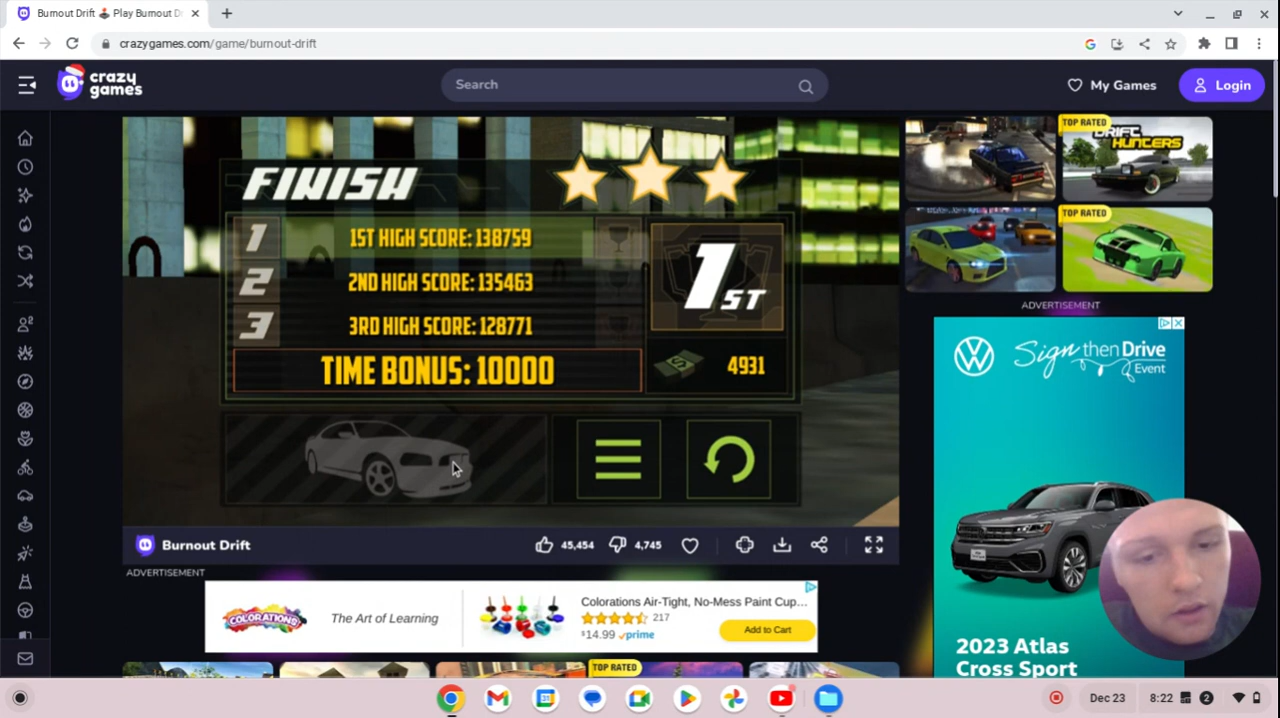 Burnout Drift 🕹️ Play Burnout D
crazygames.com/game/burnout-drift
crazy
games
Search
My Games
Login
FINISH
1 1ST HIGH SCORE: 138759
2 2ND HIGH SCORE: 135463
3 3RD HIGH SCORE: 128771
TIME BONUS: 10000
1ST
4931
TOP RATED
DRIFT
HUNTERS
TOP RATED
ADVERTISEMENT
Sign then Drive
Event
2023 Atlas
Cross Sport
Burnout Drift
45,454
4,745
ADVERTISEMENT
COLORATIONS
The Art of Learning
Colorations Air-Tight, No-Mess Paint Cup...
217
$14.99 prime
Add to Cart
TOP RATED
Dec 23
8:22
2